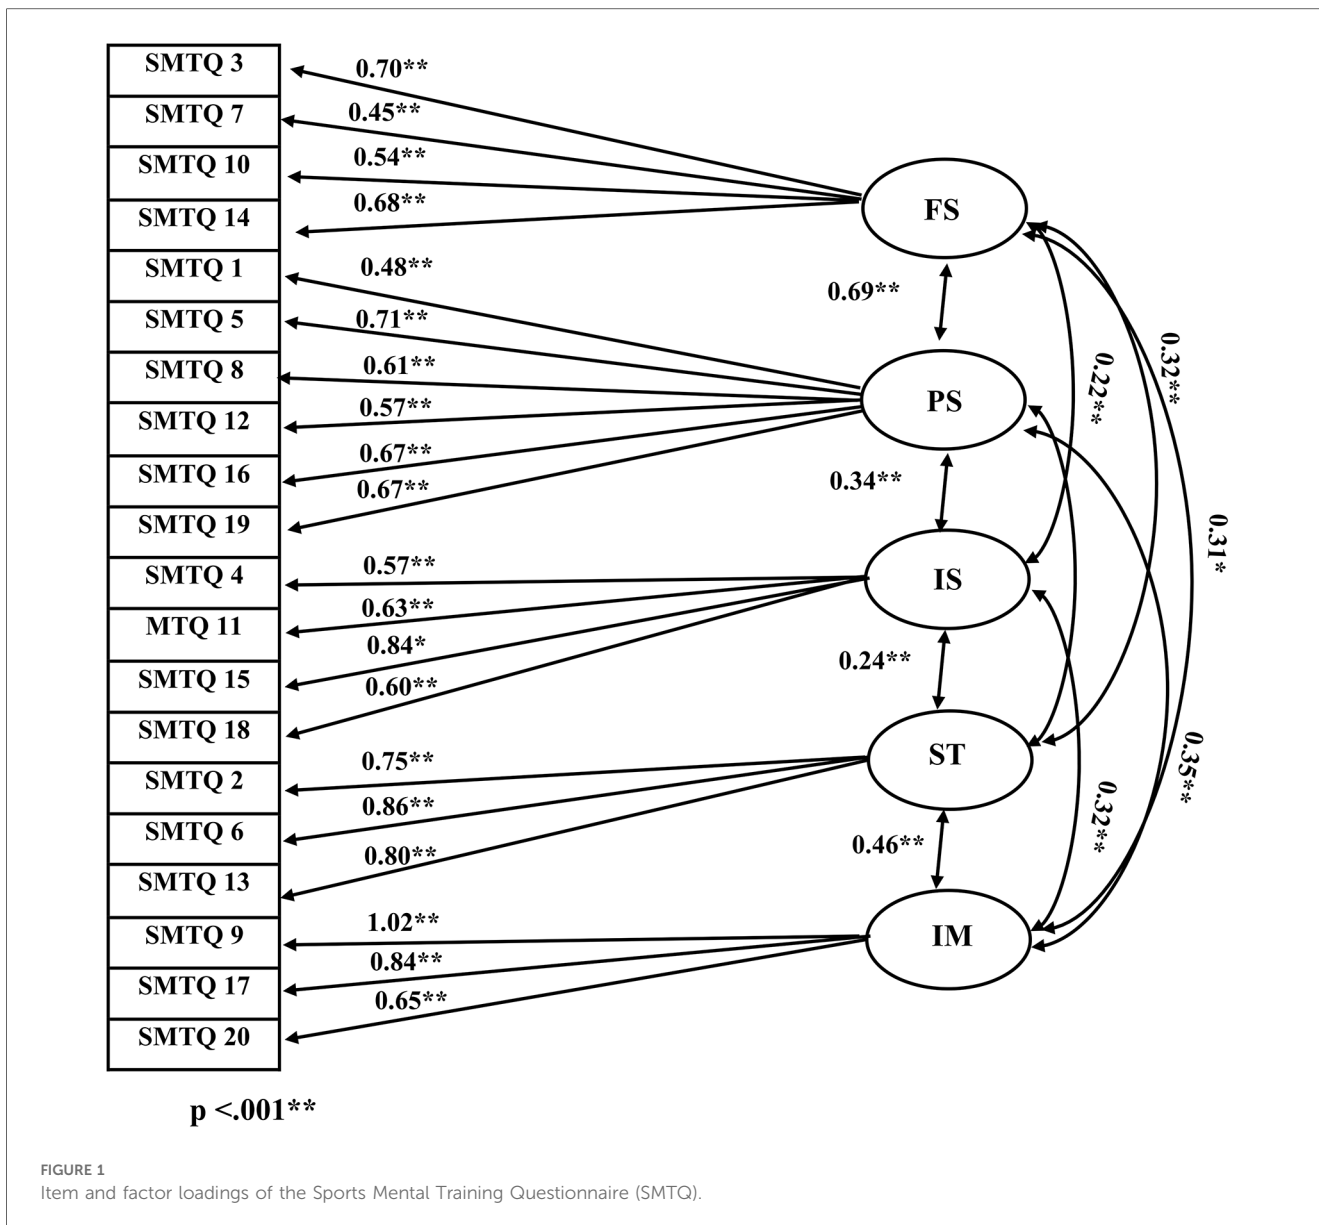 SMTQ 3
SMTQ 7
SMTQ 10
SMTQ 14
SMTQ 1
SMTQ 5
SMTQ 8
SMTQ 12
SMTQ 16
SMTQ 19
SMTQ 4
MTQ 11
SMTQ 15
SMTQ 18
SMTQ 2
SMTQ 6
SMTQ 13
SMTQ 9
SMTQ 17
SMTQ 20
0.70**
0.45**
0.54**
0.68**
0.48**
0.71**
0.61**
0.57**
0.67**
0.67**
0.57**
0.63**
0.84*
0.60**
0.75**
0.86**
0.80**
1.02**
0.84**
0.65**
FS
0.69**
PS
0.34**
IS
0.24**
ST
0.46**
IM
0.22**
0.32**
0.31*
0.35**
0.32**
p <.001**
FIGURE 1
Item and factor loadings of the Sports Mental Training Questionnaire (SMTQ).